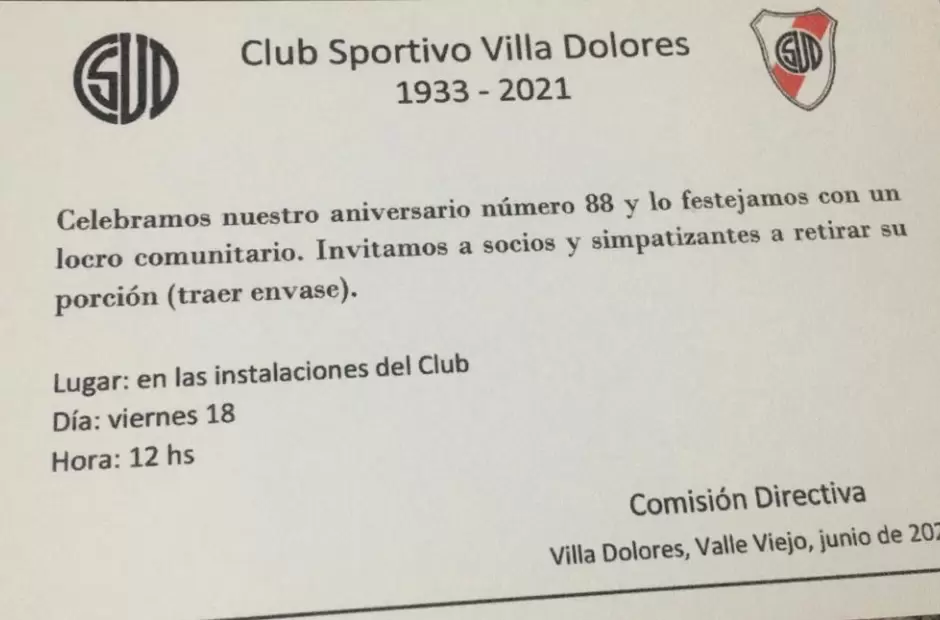 CSVD
Club Sportivo Villa Dolores
1933 - 2021
SVD
Celebramos nuestro aniversario número 88 y lo festejamos con un
locro comunitario. Invitamos a socios y simpatizantes a retirar su
porción (traer envase).
Lugar: en las instalaciones del Club
Día: viernes 18
Hora: 12 hs
Comisión Directiva
Villa Dolores, Valle Viejo, junio de